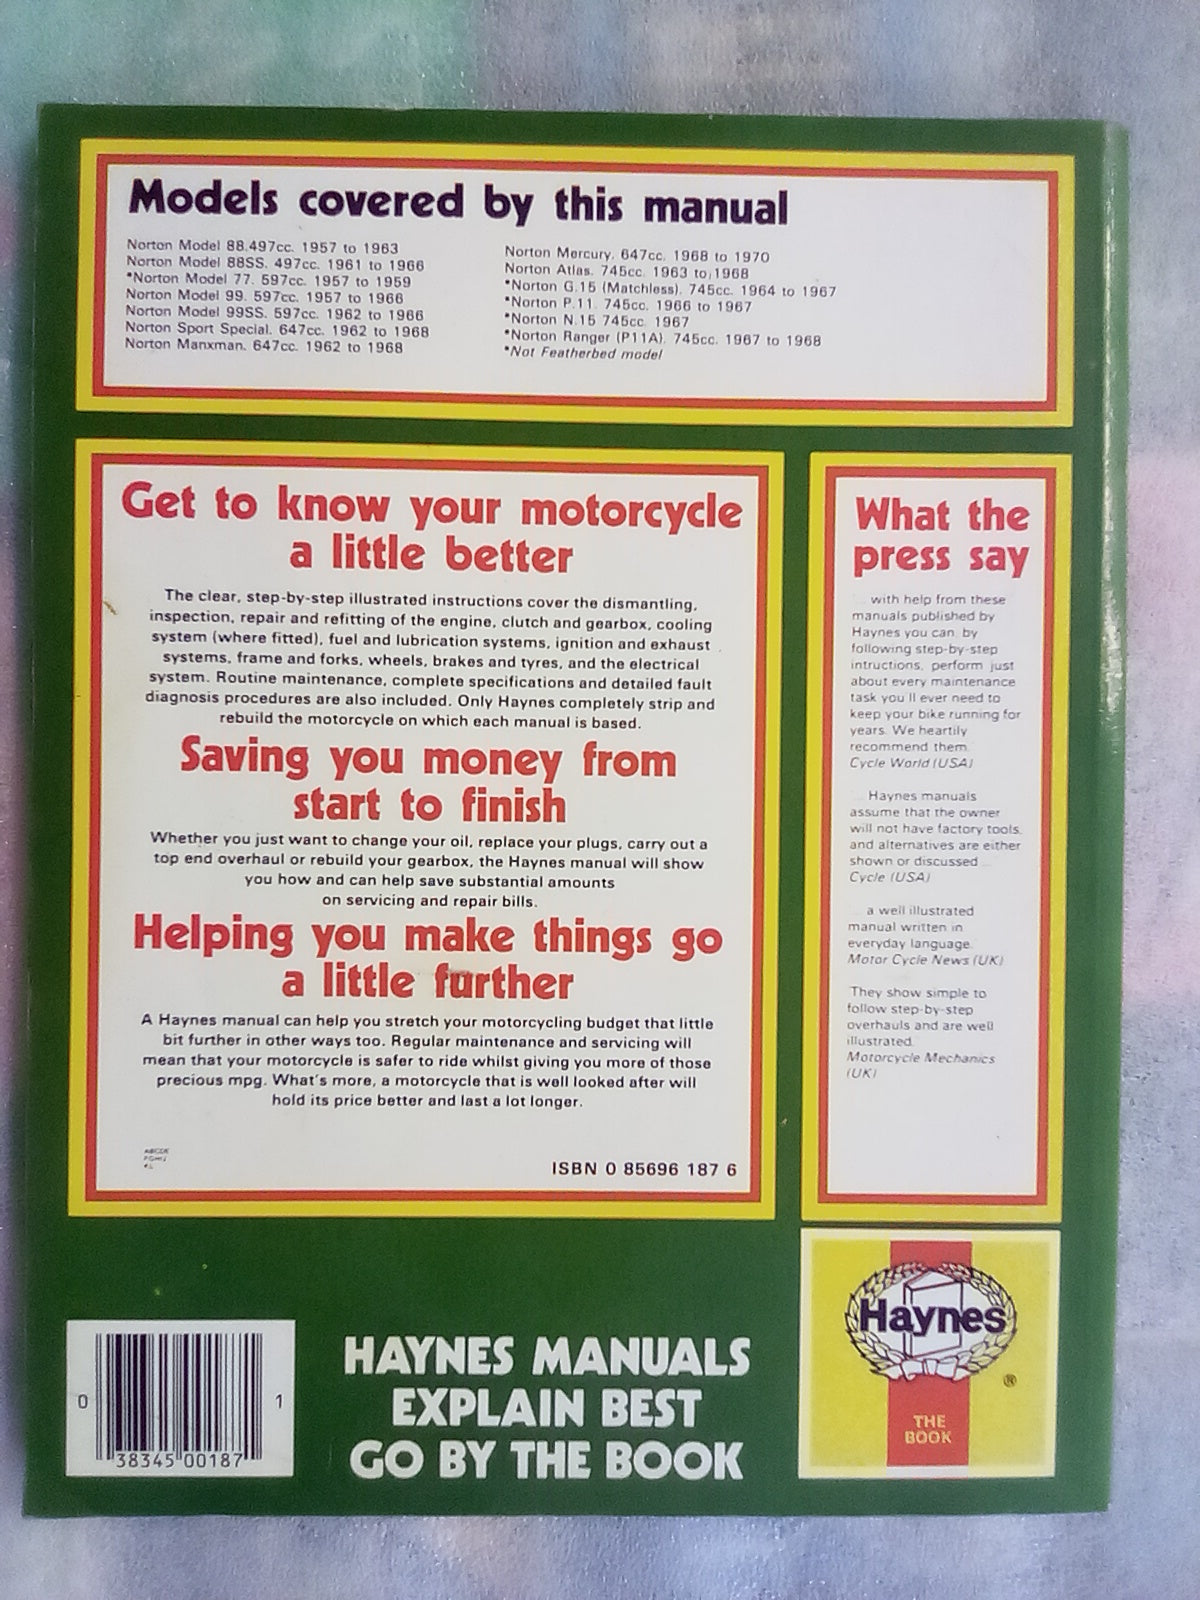 Models covered by this manual
Norton Model 88.497cc. 1957 to 1963
Norton Model 88SS. 497cc. 1961 to 1966
*Norton Model 77. 597cc. 1957 to 1959
Norton Model 99. 597cc. 1957 to 1966
Norton Model 99SS. 597cc. 1962 to 1966
Norton Sport Special. 647cc. 1962 to 1968
Norton Manxman. 647cc. 1962 to 1968
Norton Mercury. 647cc. 1968 to 1970
Norton Atlas. 745cc. 1963 to 1968
*Norton G.15 (Matchless). 745cc. 1964 to 1967
*Norton P.11. 745cc. 1966 to 1967
*Norton N.15 745cc. 1967
*Norton Ranger (P11A). 745cc. 1967 to 1968
*Not Featherbed model
Get to know your motorcycle
a little better
The clear, step-by-step illustrated instructions cover the dismantling,
inspection, repair and refitting of the engine, clutch and gearbox, cooling
system (where fitted), fuel and lubrication systems, ignition and exhaust
systems, frame and forks, wheels, brakes and tyres, and the electrical
system. Routine maintenance, complete specifications and detailed fault
diagnosis procedures are also included. Only Haynes completely strip and
rebuild the motorcycle on which each manual is based.
Saving you money from
start to finish
Whether you just want to change your oil, replace your plugs, carry out a
top end overhaul or rebuild your gearbox, the Haynes manual will show
you how and can help save substantial amounts
on servicing and repair bills.
Helping you make things go
a little further
A Haynes manual can help you stretch your motorcycling budget that little
bit further in other ways too. Regular maintenance and servicing will
mean that your motorcycle is safer to ride whilst giving you more of those
precious mpg. What's more, a motorcycle that is well looked after will
hold its price better and last a lot longer.
ABCDE
FGHIJ
KL
ISBN 0 85696 187 6
What the
press say
... with help from these
manuals published by
Haynes you can, by
following step-by-step
intructions, perform just
about every maintenance
task you'll ever need to
keep your bike running for
years. We heartily
recommend them.
Cycle World (USA)
... Haynes manuals
assume that the owner
will not have factory tools,
and alternatives are either
shown or discussed ...
Cycle (USA)
... a well illustrated
manual written in
everyday language.
Motor Cycle News (UK)
They show simple to
follow step-by-step
overhauls and are well
illustrated.
Motorcycle Mechanics
(UK)
Haynes
®
THE
BOOK
0 38345 00187 1
HAYNES MANUALS
EXPLAIN BEST
GO BY THE BOOK